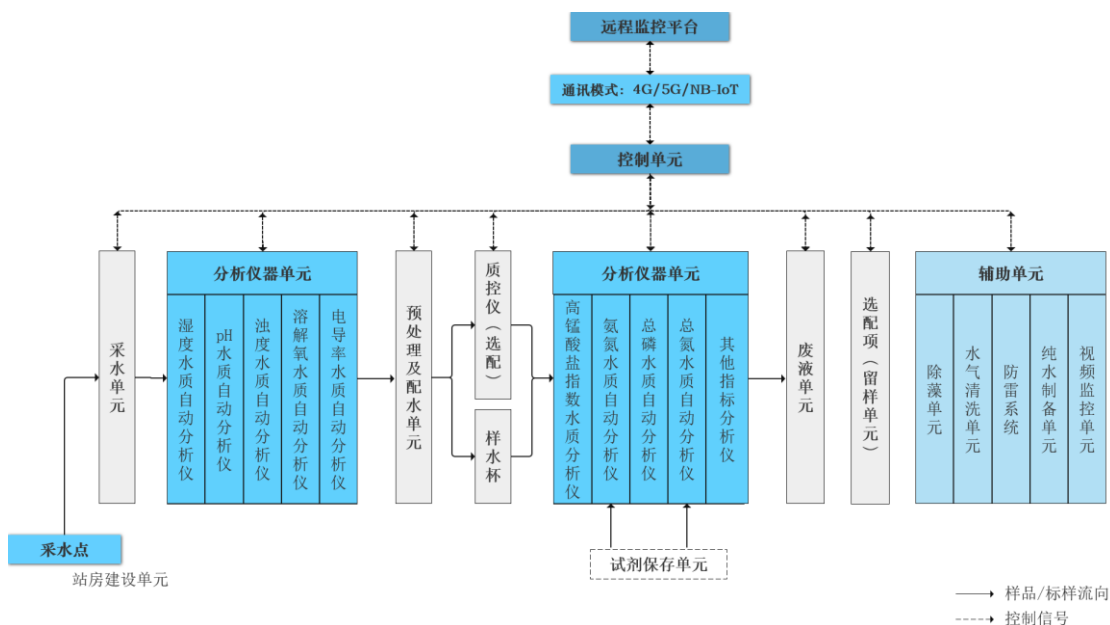 远程监控平台
通讯模式：4G/5G/NB-IoT
控制单元
采水单元
分析仪器单元
湿度水质自动分析仪
pH水质自动分析仪
浊度水质自动分析仪
溶解氧水质自动分析仪
电导率水质自动分析仪
预处理及配水单元
质控仪（选配）
样水杯
分析仪器单元
高锰酸盐指数水质分析仪
氨氮水质自动分析仪
总磷水质自动分析仪
总氮水质自动分析仪
其他指标分析仪
废液单元
选配项（留样单元）
辅助单元
除藻单元
水气清洗单元
防雷系统
纯水制备单元
视频监控单元
采水点
站房建设单元
试剂保存单元
样品/标样流向
控制信号